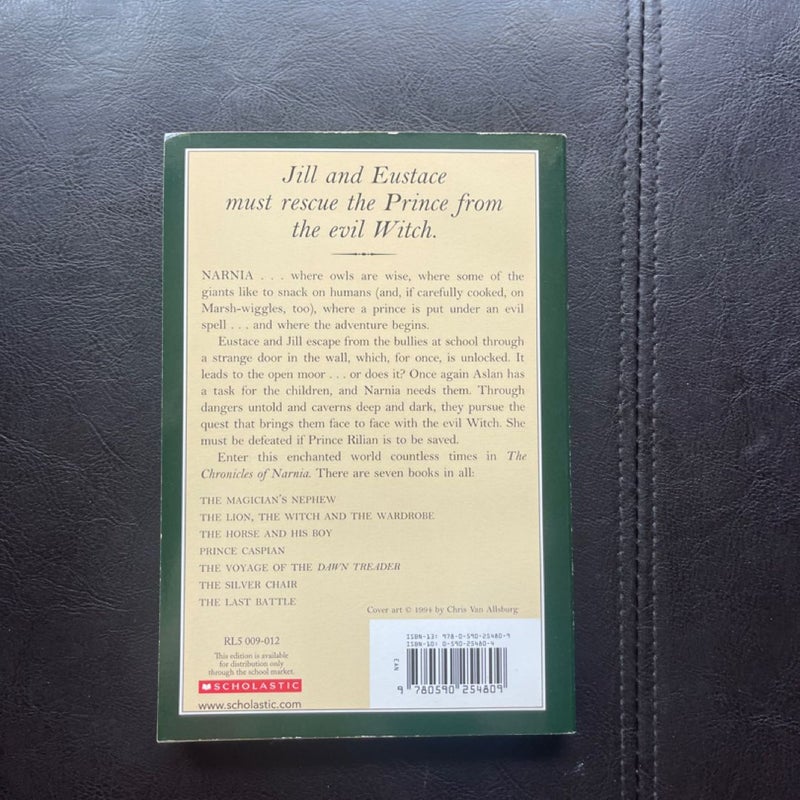 Jill and Eustace
must rescue the Prince from
the evil Witch.
NARNIA . . . where owls are wise, where some of the
giants like to snack on humans (and, if carefully cooked, on
Marsh-wiggles, too), where a prince is put under an evil
spell . . . and where the adventure begins.
Eustace and Jill escape from the bullies at school through
a strange door in the wall, which, for once, is unlocked. It
leads to the open moor . . . or does it? Once again Aslan has
a task for the children, and Narnia needs them. Through
dangers untold and caverns deep and dark, they pursue the
quest that brings them face to face with the evil Witch. She
must be defeated if Prince Rilian is to be saved.
Enter this enchanted world countless times in The
Chronicles of Narnia. There are seven books in all:
THE MAGICIAN'S NEPHEW
THE LION, THE WITCH AND THE WARDROBE
THE HORSE AND HIS BOY
PRINCE CASPIAN
THE VOYAGE OF THE DAWN TREADER
THE SILVER CHAIR
THE LAST BATTLE
Cover art © 1994 by Chris Van Allsburg
RL5 009-012
This edition is available
for distribution only
through the school market.
SCHOLASTIC
www.scholastic.com
ISBN-13: 978-0-590-25480-9
ISBN-10: 0-590-25480-4
EAN
9 780590 254809